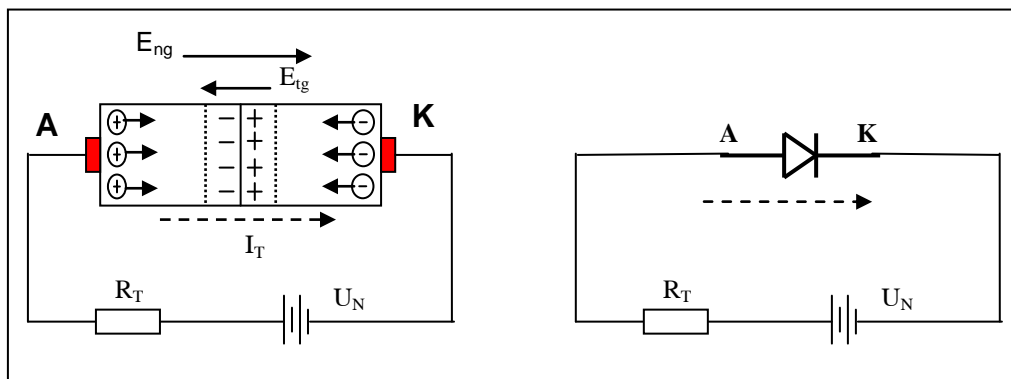 E_ng
E_tg
A
K
+ − + −
+ − + −
+ − + −
− +
I_T
R_T
U_N
A K
R_T
U_N